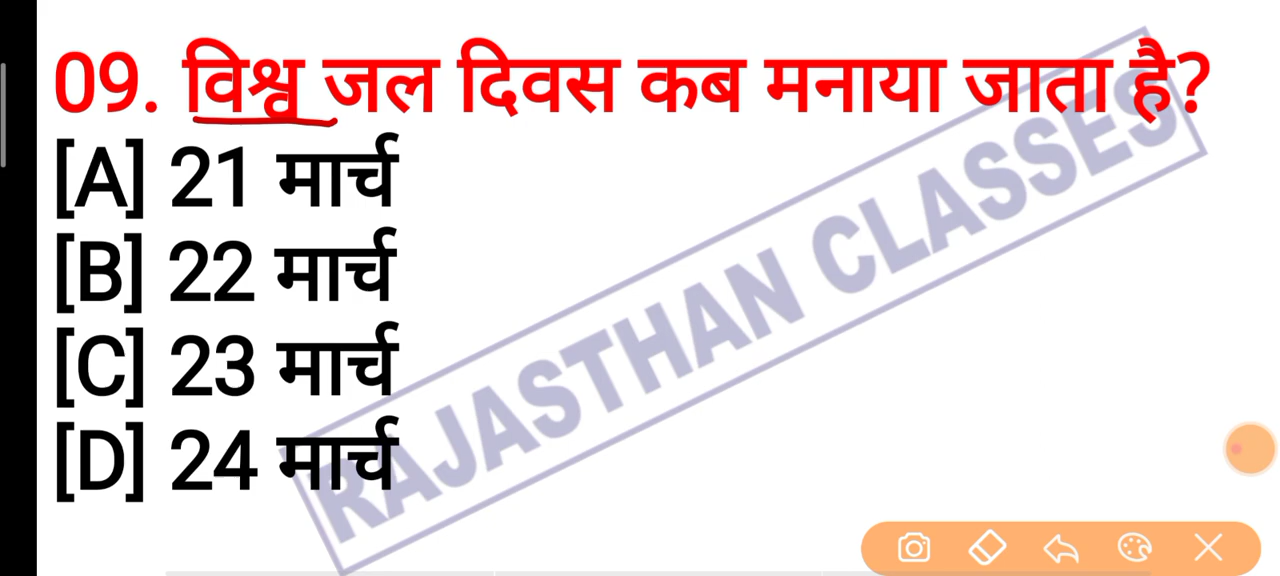 09. विश्व जल दिवस कब मनाया जाता है?
[A] 21 मार्च
[B] 22 मार्च
[C] 23 मार्च
[D] 24 मार्च
RAJASTHAN CLASSES